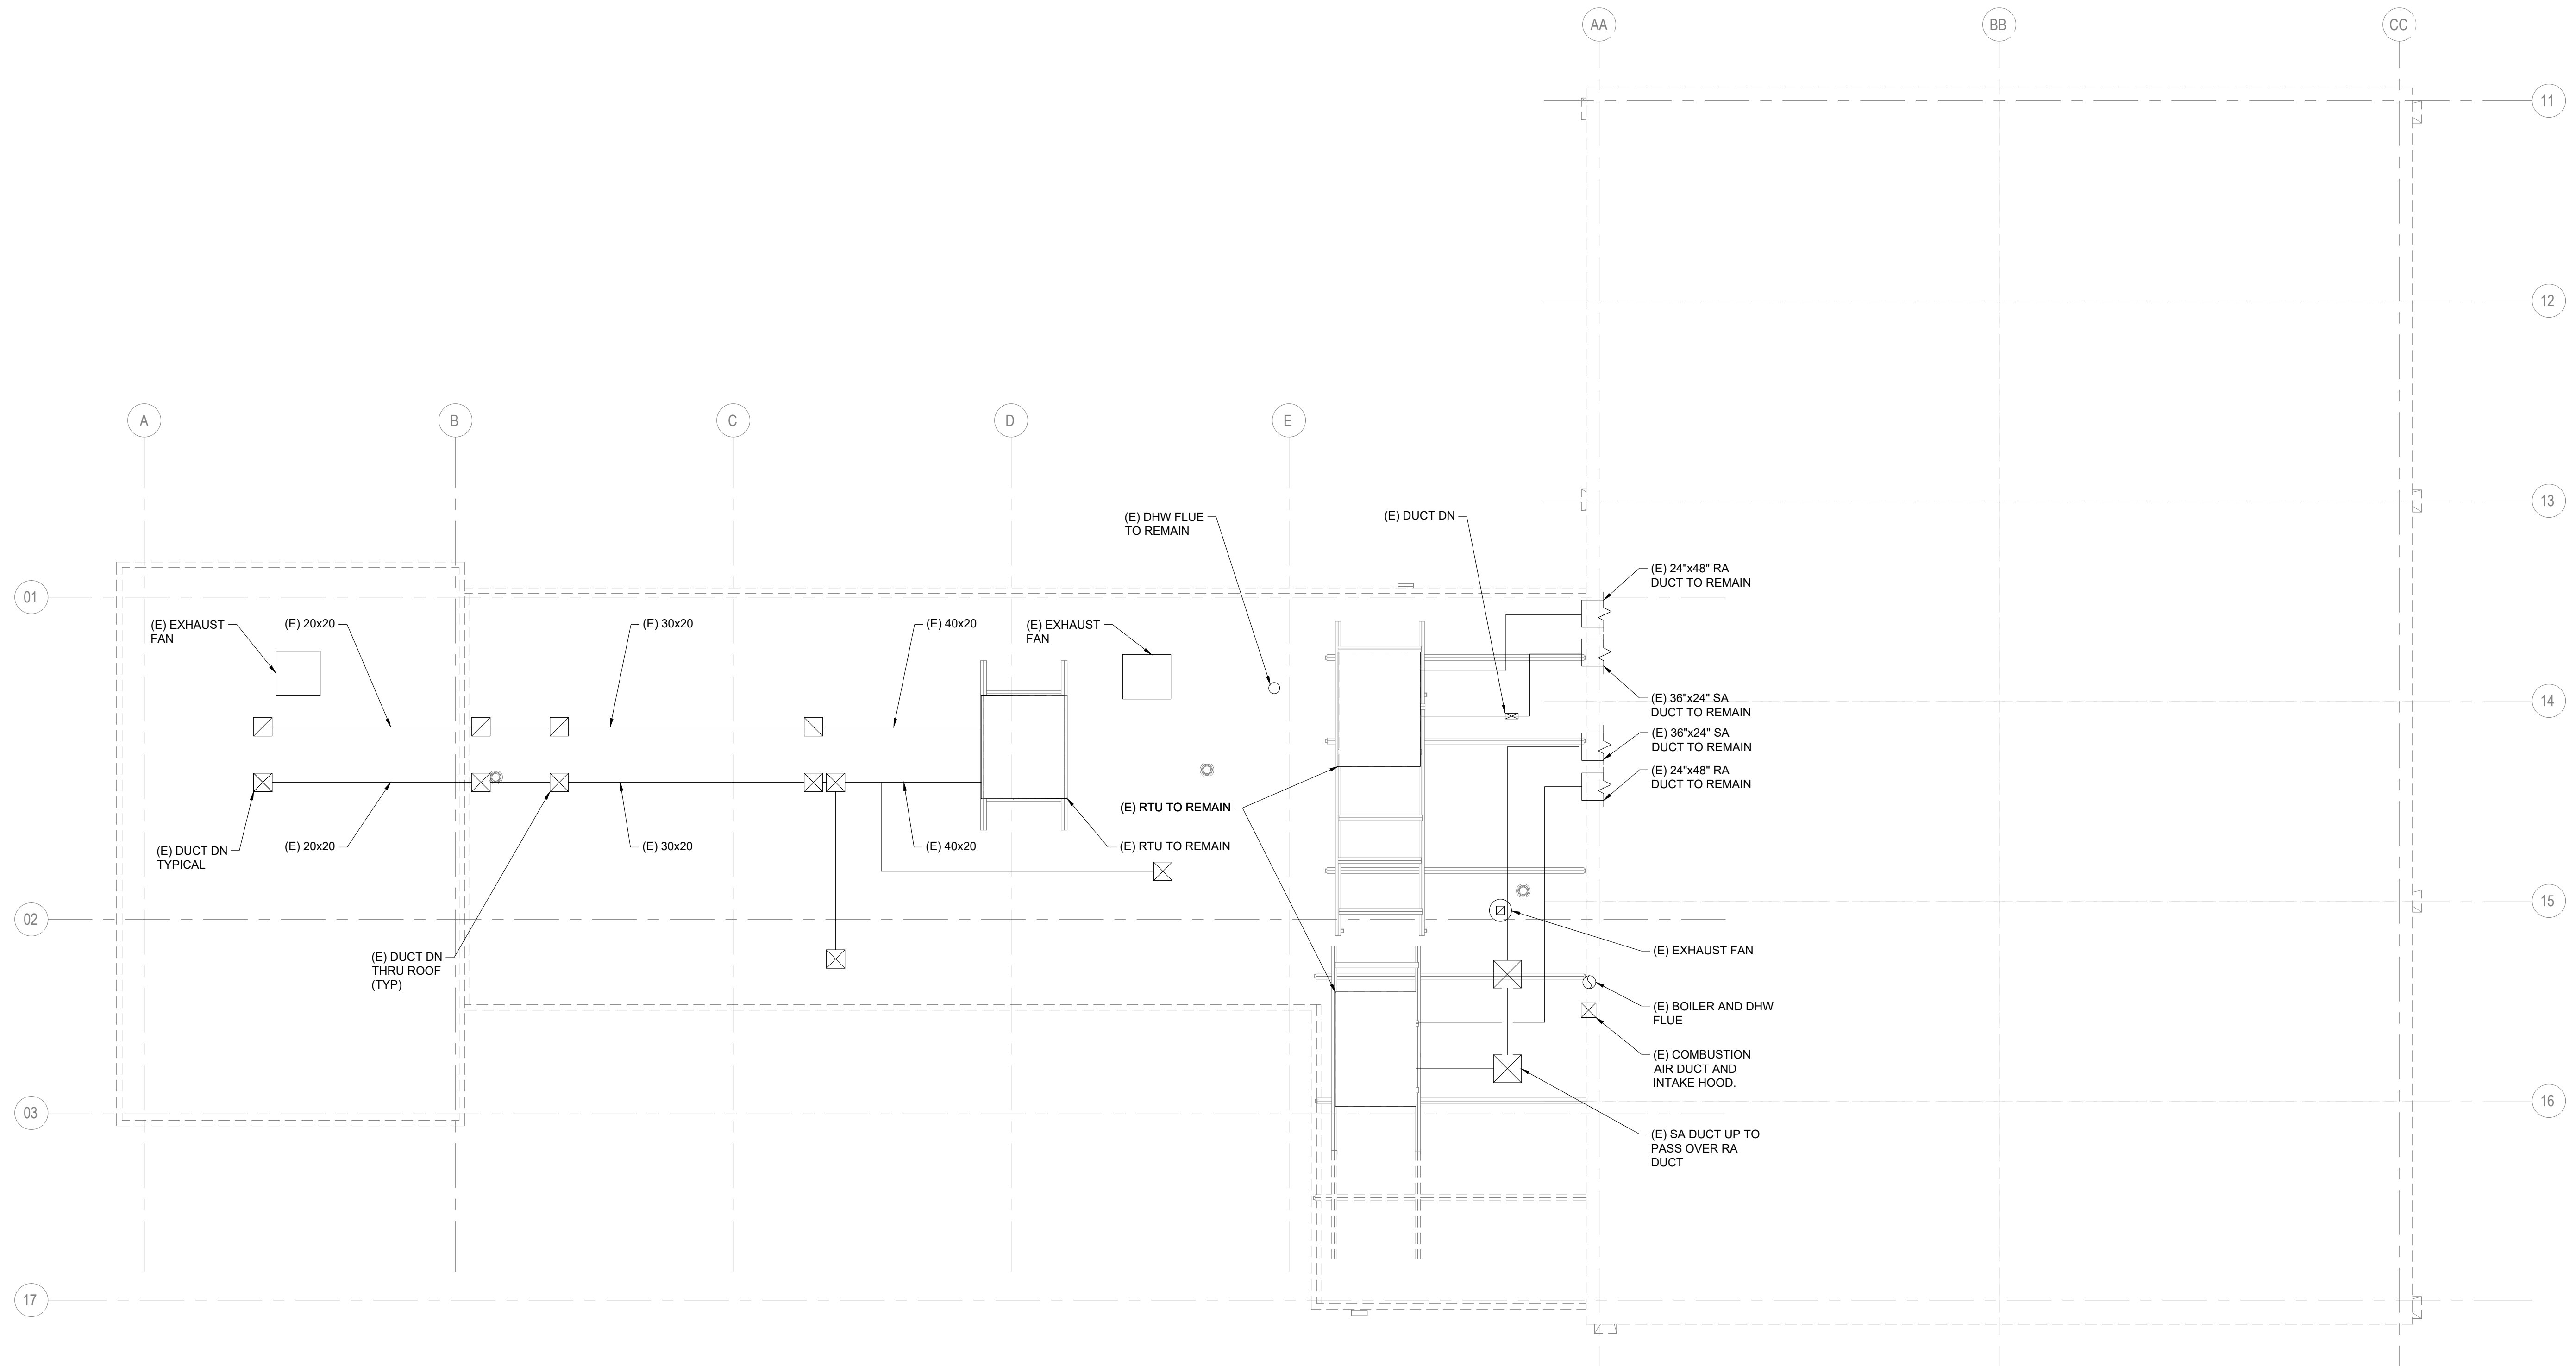 AA
BB
CC
11
12
A
B
C
D
E
13
(E) DHW FLUE
TO REMAIN
(E) DUCT DN
(E) 24"x48" RA
DUCT TO REMAIN
01
(E) EXHAUST
FAN
(E) 20x20
(E) 30x20
(E) 40x20
(E) EXHAUST
FAN
(E) 36"x24" SA
DUCT TO REMAIN
14
(E) 36"x24" SA
DUCT TO REMAIN
(E) 24"x48" RA
DUCT TO REMAIN
(E) RTU TO REMAIN
(E) DUCT DN
TYPICAL
(E) 20x20
(E) 30x20
(E) 40x20
(E) RTU TO REMAIN
15
02
(E) DUCT DN
THRU ROOF
(TYP)
(E) EXHAUST FAN
(E) BOILER AND DHW
FLUE
(E) COMBUSTION
AIR DUCT AND
INTAKE HOOD.
03
16
(E) SA DUCT UP TO
PASS OVER RA
DUCT
17